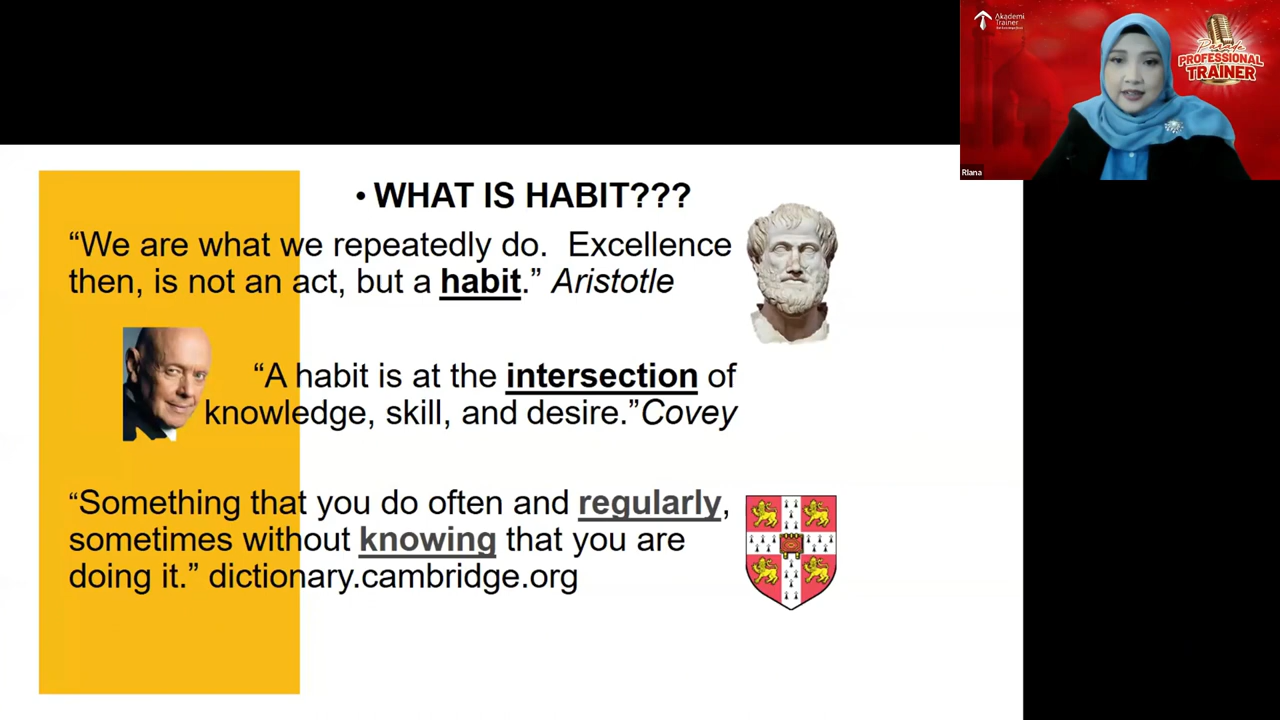 Akademi
Trainer
PROFESSIONAL
TRAINER
Riana
• WHAT IS HABIT???
“We are what we repeatedly do. Excellence
then, is not an act, but a habit.” Aristotle
“A habit is at the intersection of
knowledge, skill, and desire.”Covey
“Something that you do often and regularly,
sometimes without knowing that you are
doing it.” dictionary.cambridge.org